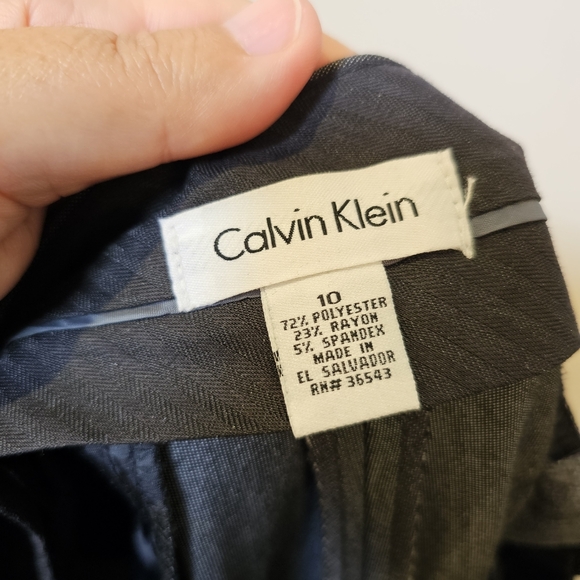 Calvin Klein
10
72% POLYESTER
23% RAYON
5% SPANDEX
MADE IN
EL SALVADOR
RN# 36543